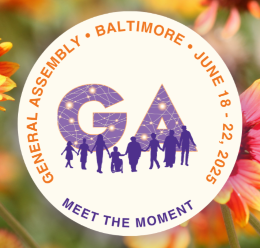 GENERAL ASSEMBLY • BALTIMORE • JUNE 18 - 22, 2025
GA
MEET THE MOMENT